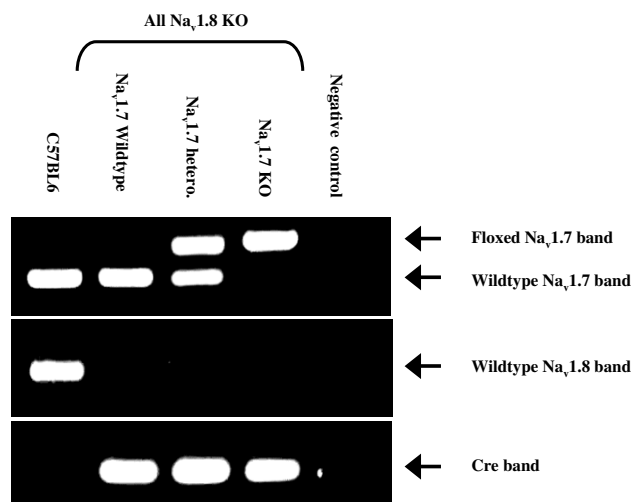 All Naᵥ1.8 KO
C57BL6
Naᵥ1.7 Wildtype
Naᵥ1.7 hetero.
Naᵥ1.7 KO
Negative control
Floxed Naᵥ1.7 band
Wildtype Naᵥ1.7 band
Wildtype Naᵥ1.8 band
Cre band